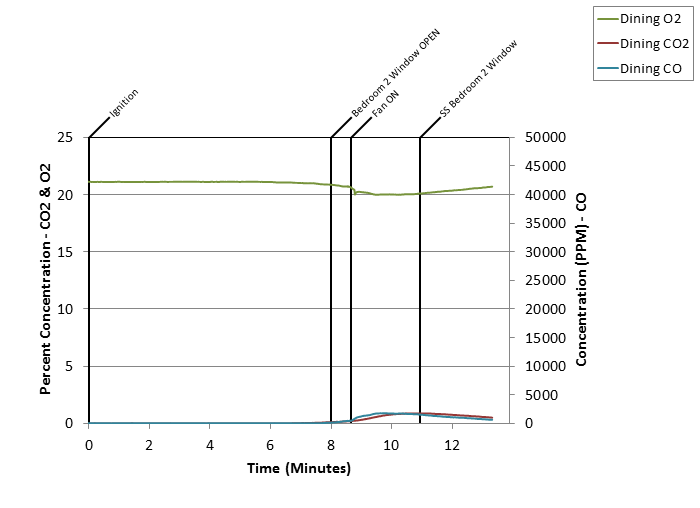 Dining O2
Dining CO2
Dining CO
Ignition
Bedroom 2 Window OPEN
Fan ON
SS Bedroom 2 Window
25
20
15
10
5
0
Percent Concentration - CO2 & O2
50000
45000
40000
35000
30000
25000
20000
15000
10000
5000
0
Concentration (PPM) - CO
0 2 4 6 8 10 12
Time (Minutes)